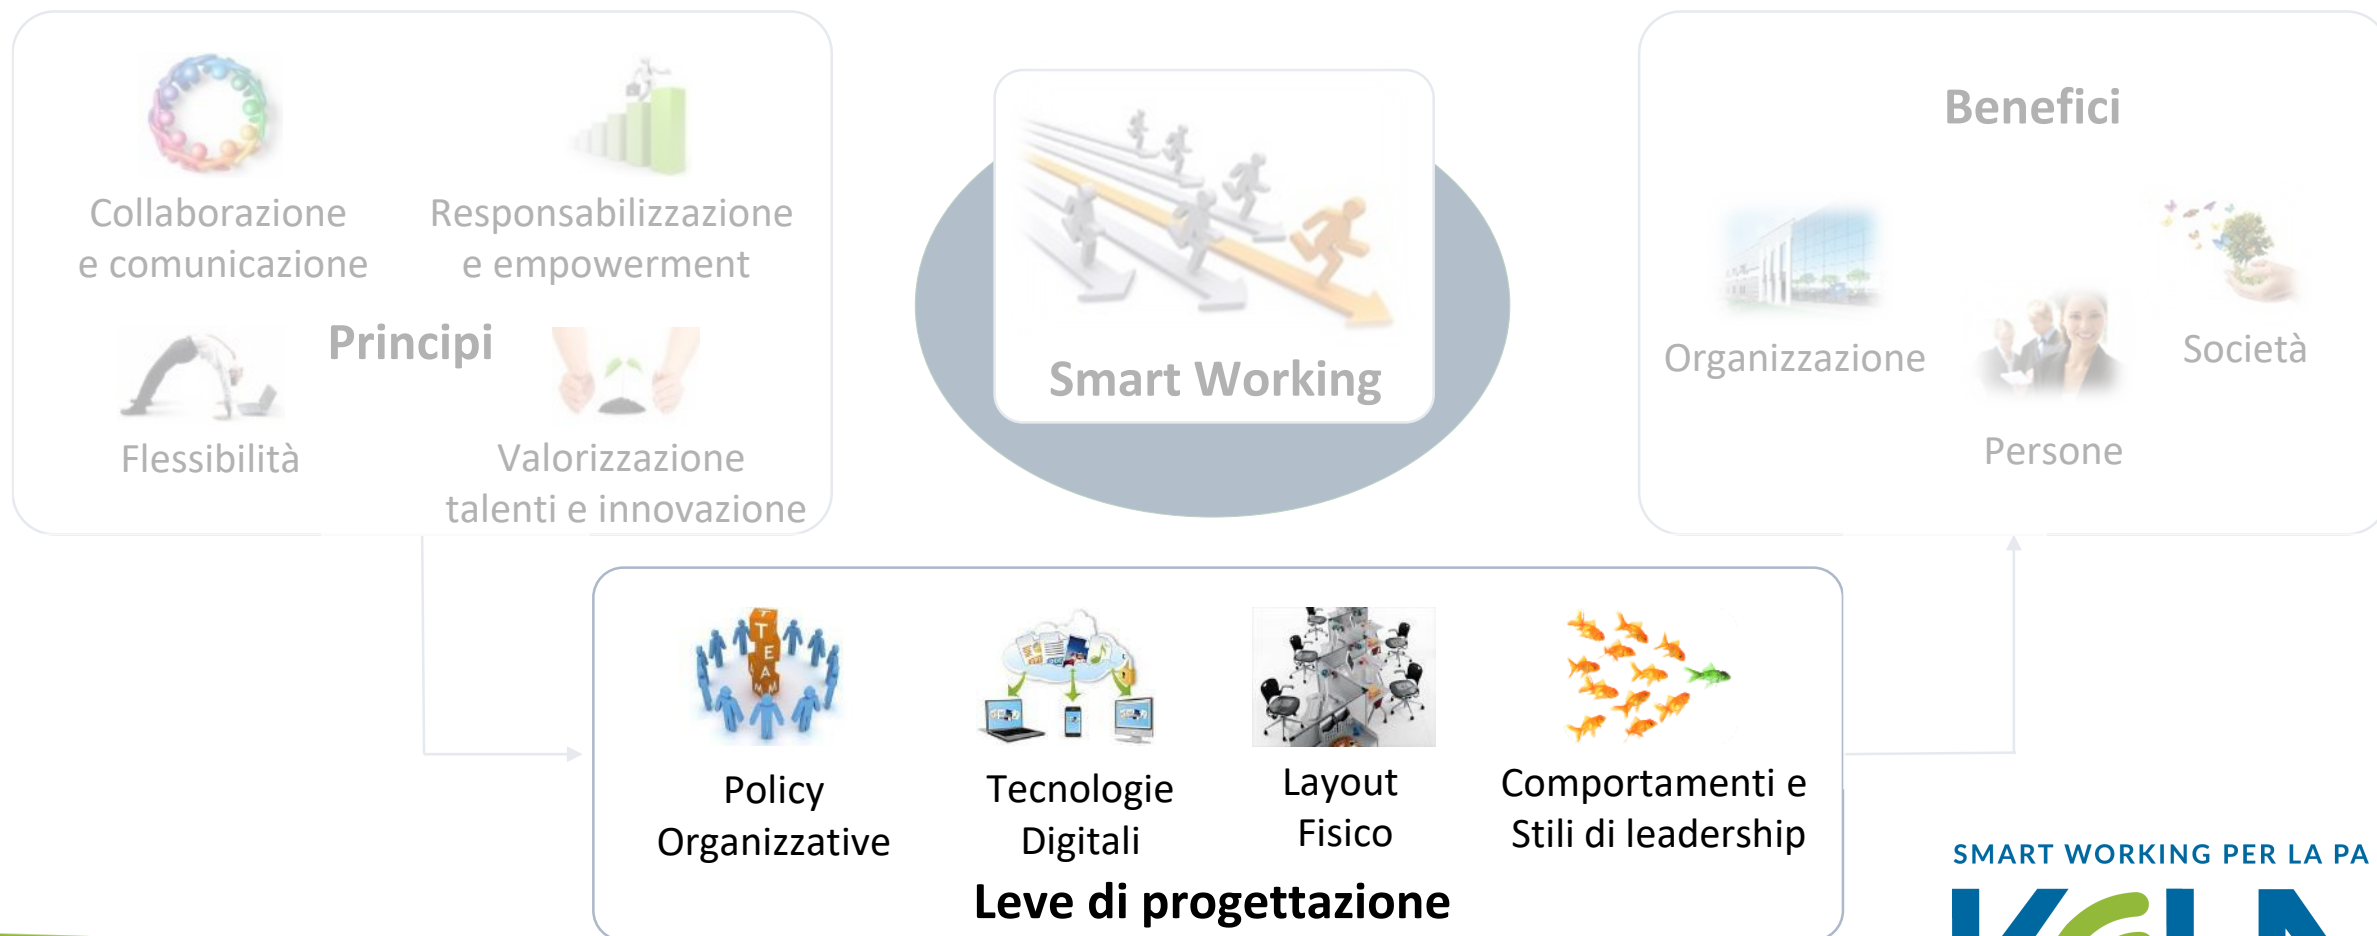 Collaborazione
e comunicazione
Responsabilizzazione
e empowerment
Principi
Flessibilità
Valorizzazione
talenti e innovazione
Smart Working
Benefici
Organizzazione
Persone
Società
TEAM
Policy
Organizzative
Tecnologie
Digitali
Layout
Fisico
Comportamenti e
Stili di leadership
Leve di progettazione
SMART WORKING PER LA PA